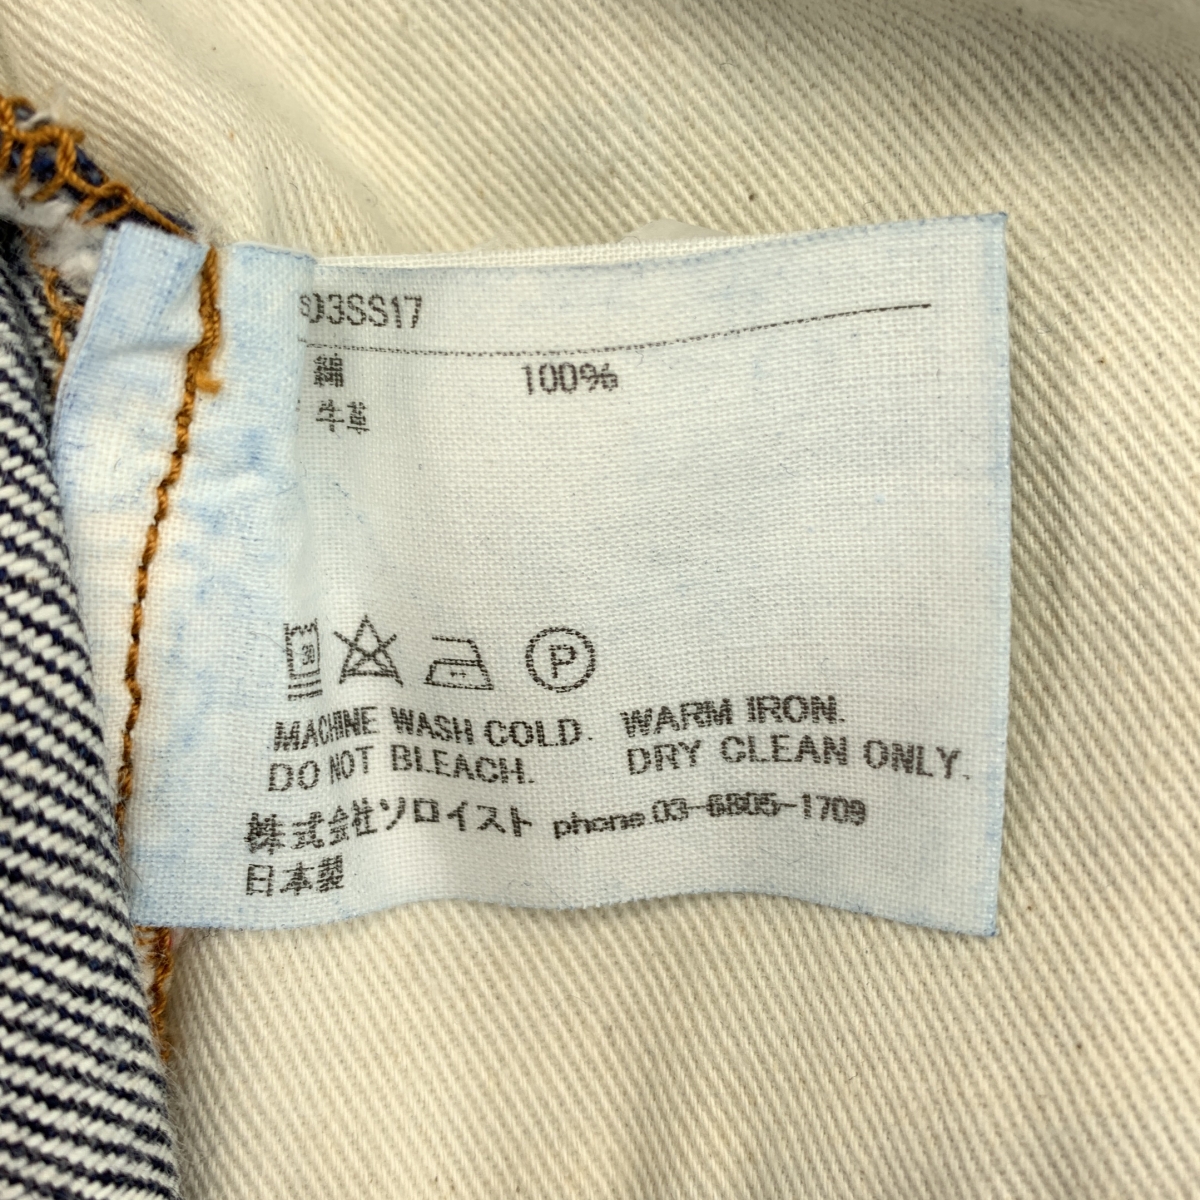 03SS17
綿 100%
牛革
30
P
MACHINE WASH COLD. WARM IRON.
DO NOT BLEACH. DRY CLEAN ONLY.
株式会社ソロイスト phone.03-6805-1709
日本製